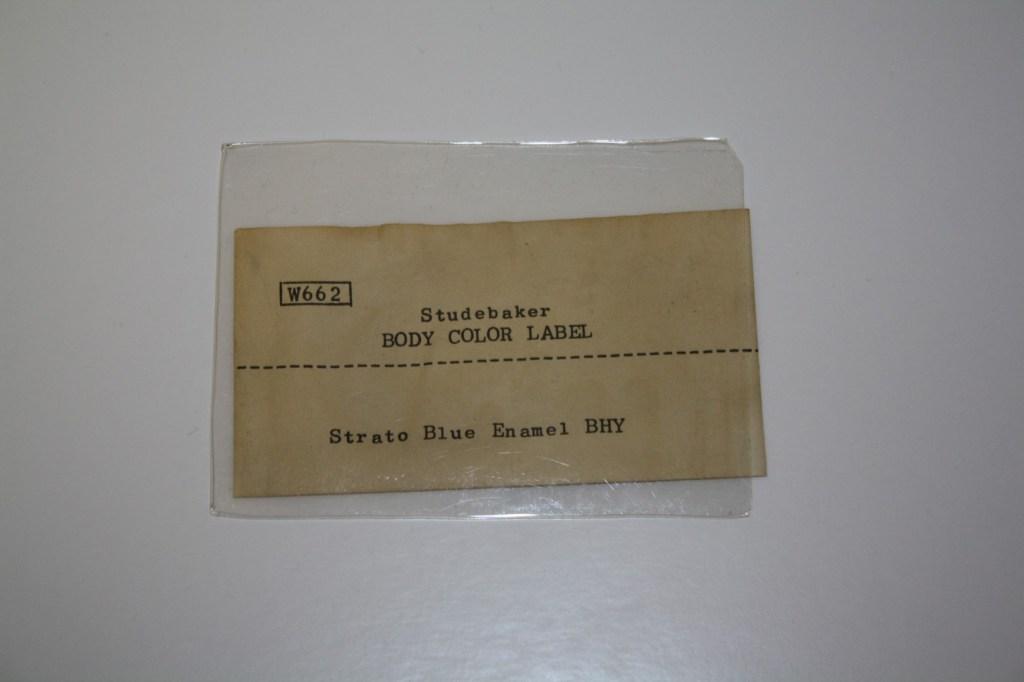 W662
Studebaker
BODY COLOR LABEL
Strato Blue Enamel BHY